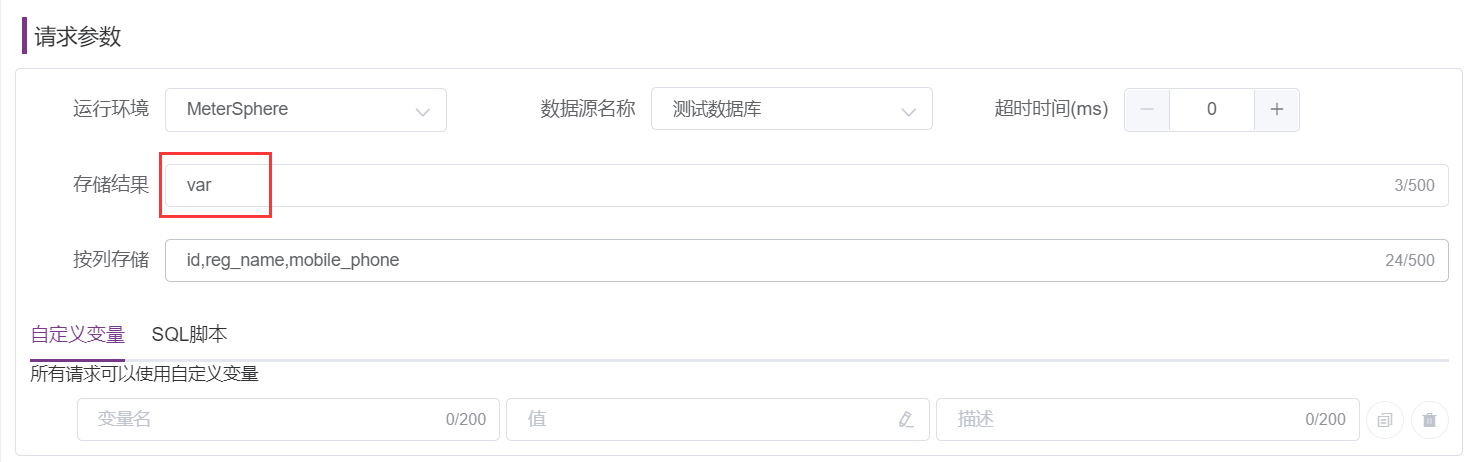 请求参数
运行环境 MeterSphere 数据源名称 测试数据库 超时时间(ms) 0
存储结果 var 3/500
按列存储 id,reg_name,mobile_phone 24/500
自定义变量 SQL脚本
所有请求可以使用自定义变量
变量名 0/200 值 描述 0/200